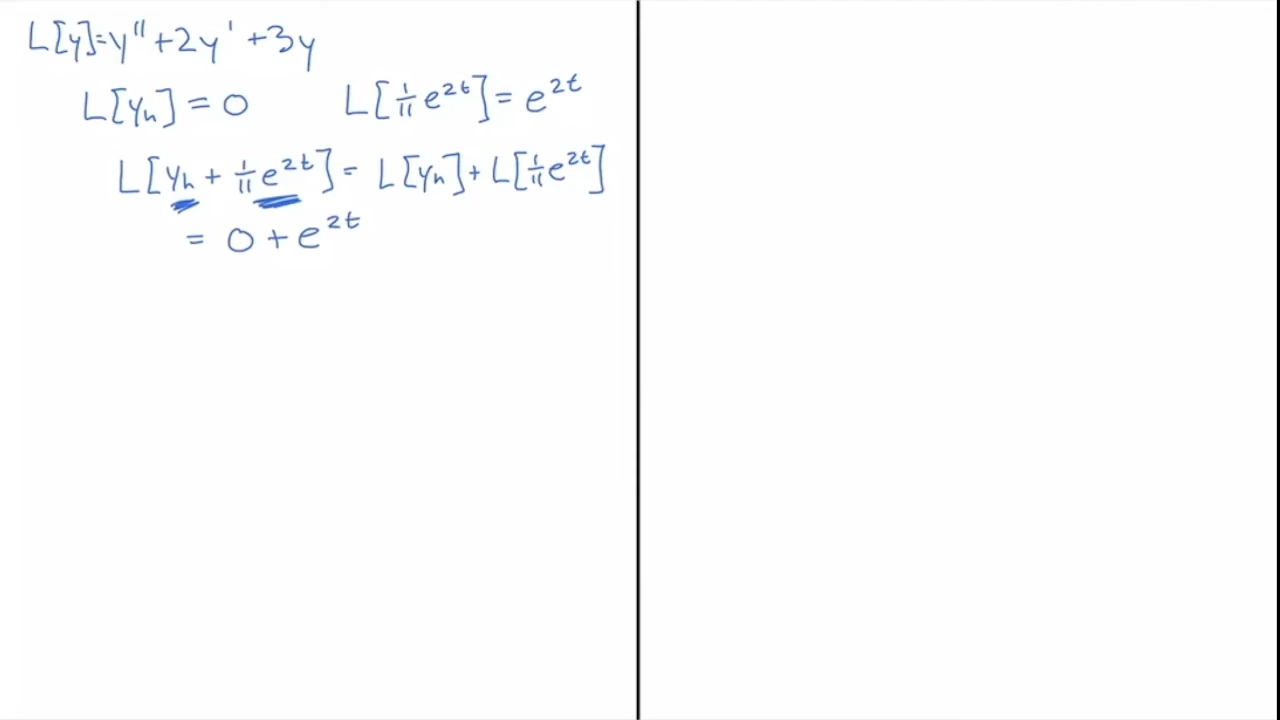 L[y]=y''+2y'+3y
L[yₕ] = 0 L[1/11 e^{2t}] = e^{2t}
L[yₕ + 1/11 e^{2t}] = L[yₕ] + L[1/11 e^{2t}]
= 0 + e^{2t}